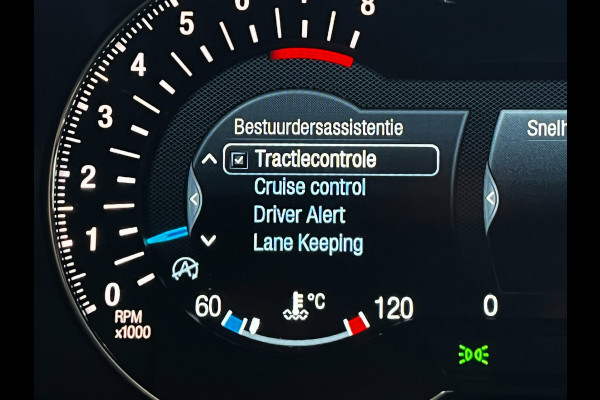 8
6
5
4
3
2
1
0
RPM
x1000
Bestuurdersassistentie
Tractiecontrole
Cruise control
Driver Alert
Lane Keeping
A
60 °C 120
Snelh
0